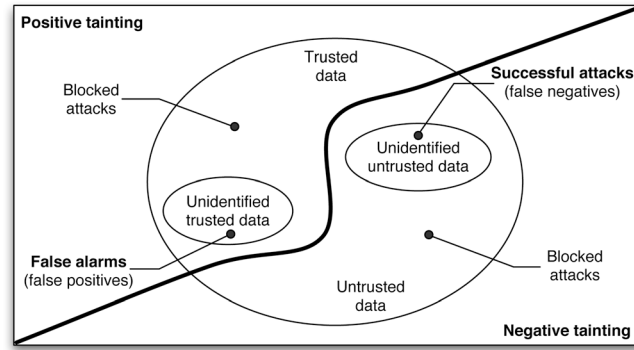 Positive tainting
Trusted
data
Blocked
attacks
Successful attacks
(false negatives)
Unidentified
untrusted data
Unidentified
trusted data
False alarms
(false positives)
Blocked
attacks
Untrusted
data
Negative tainting